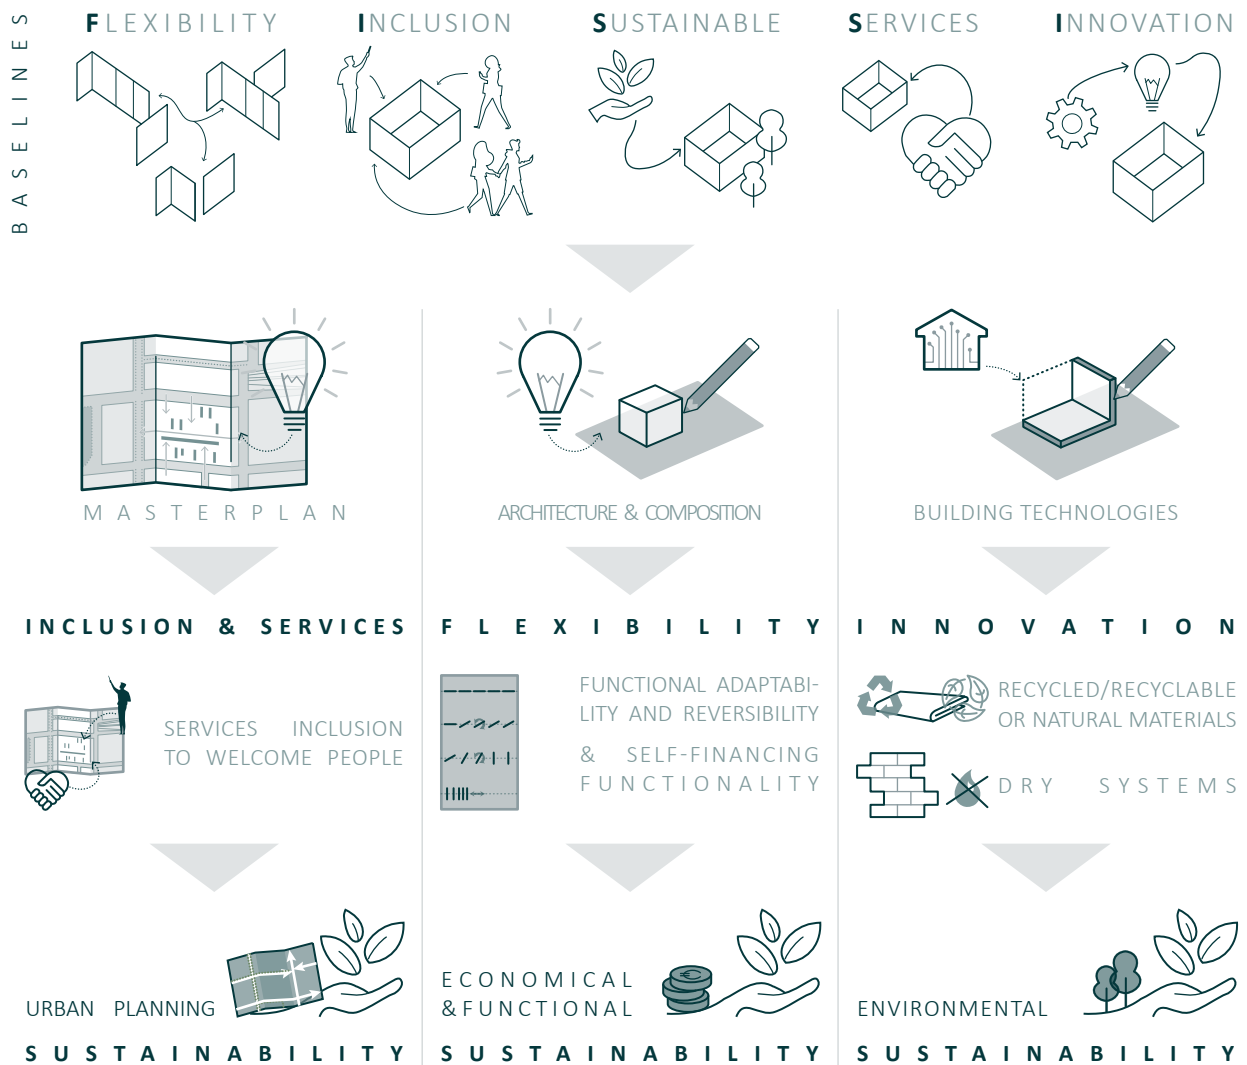 BASELINES
FLEXIBILITY
INCLUSION
SUSTAINABLE
SERVICES
INNOVATION
MASTERPLAN
ARCHITECTURE & COMPOSITION
BUILDING TECHNOLOGIES
INCLUSION & SERVICES
FLEXIBILITY
INNOVATION
SERVICES INCLUSION
TO WELCOME PEOPLE
FUNCTIONAL ADAPTABI-
LITY AND REVERSIBILITY
& SELF-FINANCING
FUNCTIONALITY
RECYCLED/RECYCLABLE
OR NATURAL MATERIALS
DRY SYSTEMS
URBAN PLANNING
SUSTAINABILITY
ECONOMICAL
&FUNCTIONAL
SUSTAINABILITY
ENVIRONMENTAL
SUSTAINABILITY